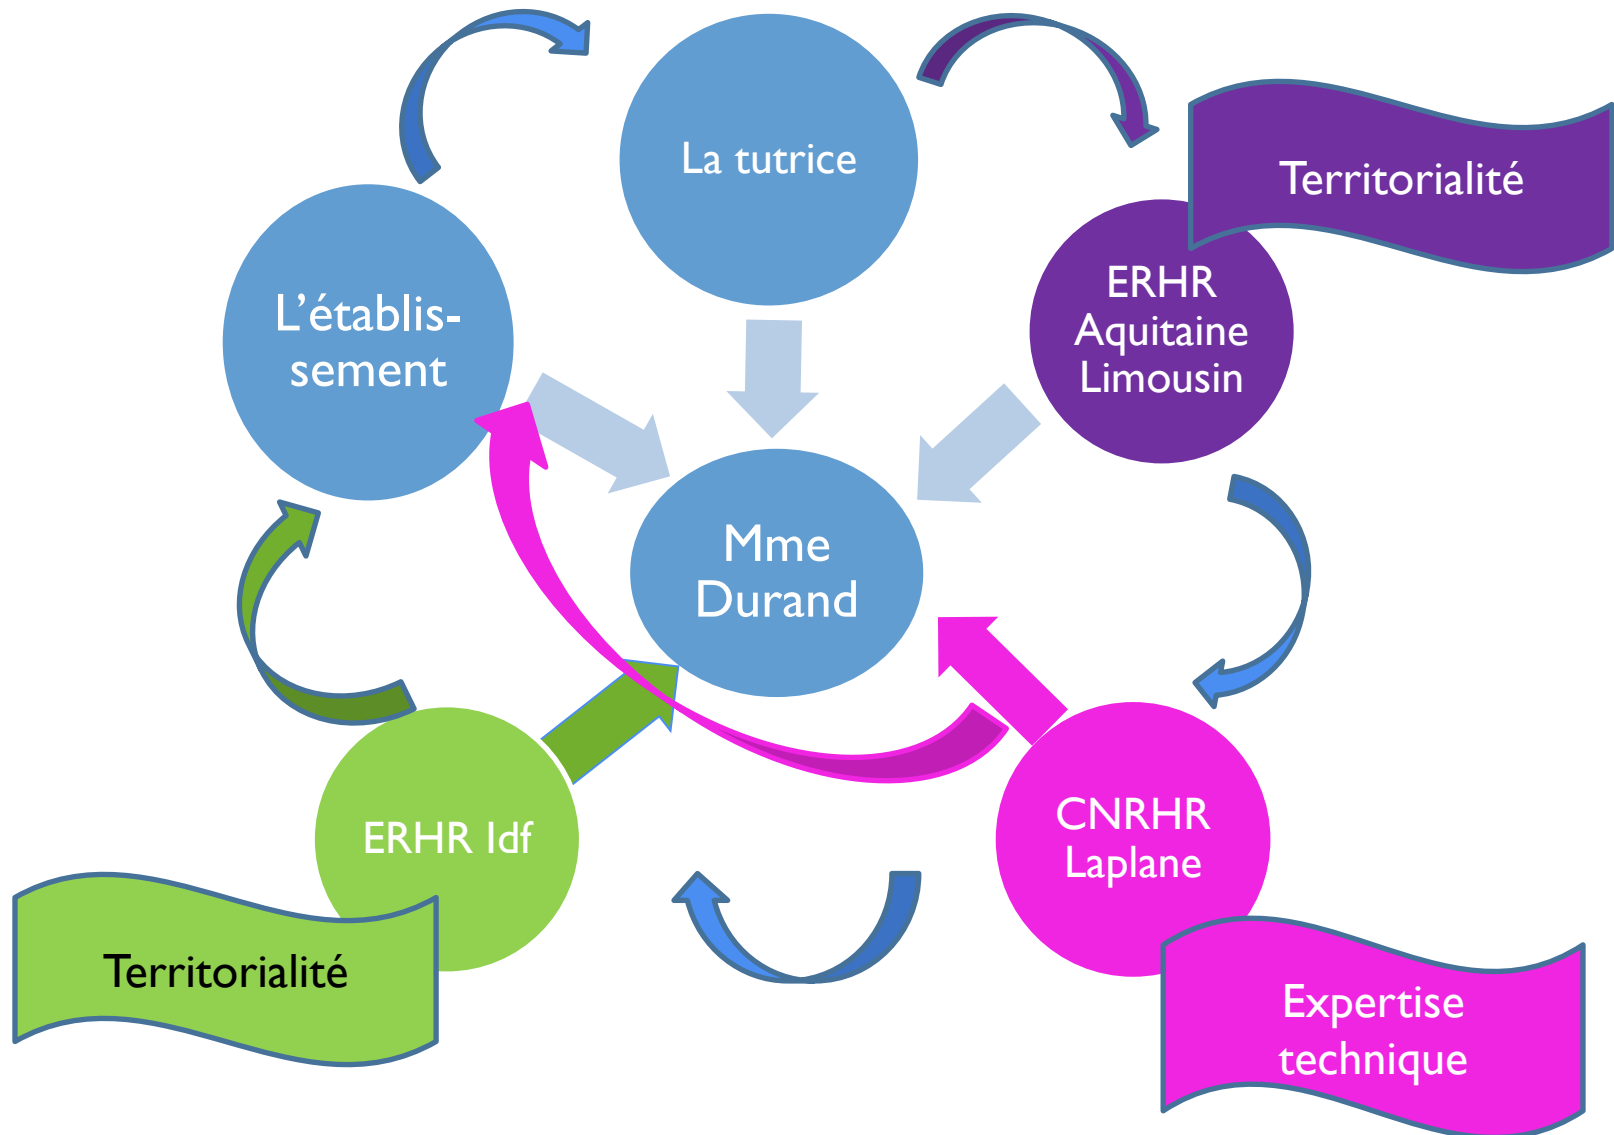 La tutrice
Territorialité
L’établis-
sement
ERHR
Aquitaine
Limousin
Mme
Durand
ERHR Idf
CNRHR
Laplane
Territorialité
Expertise
technique